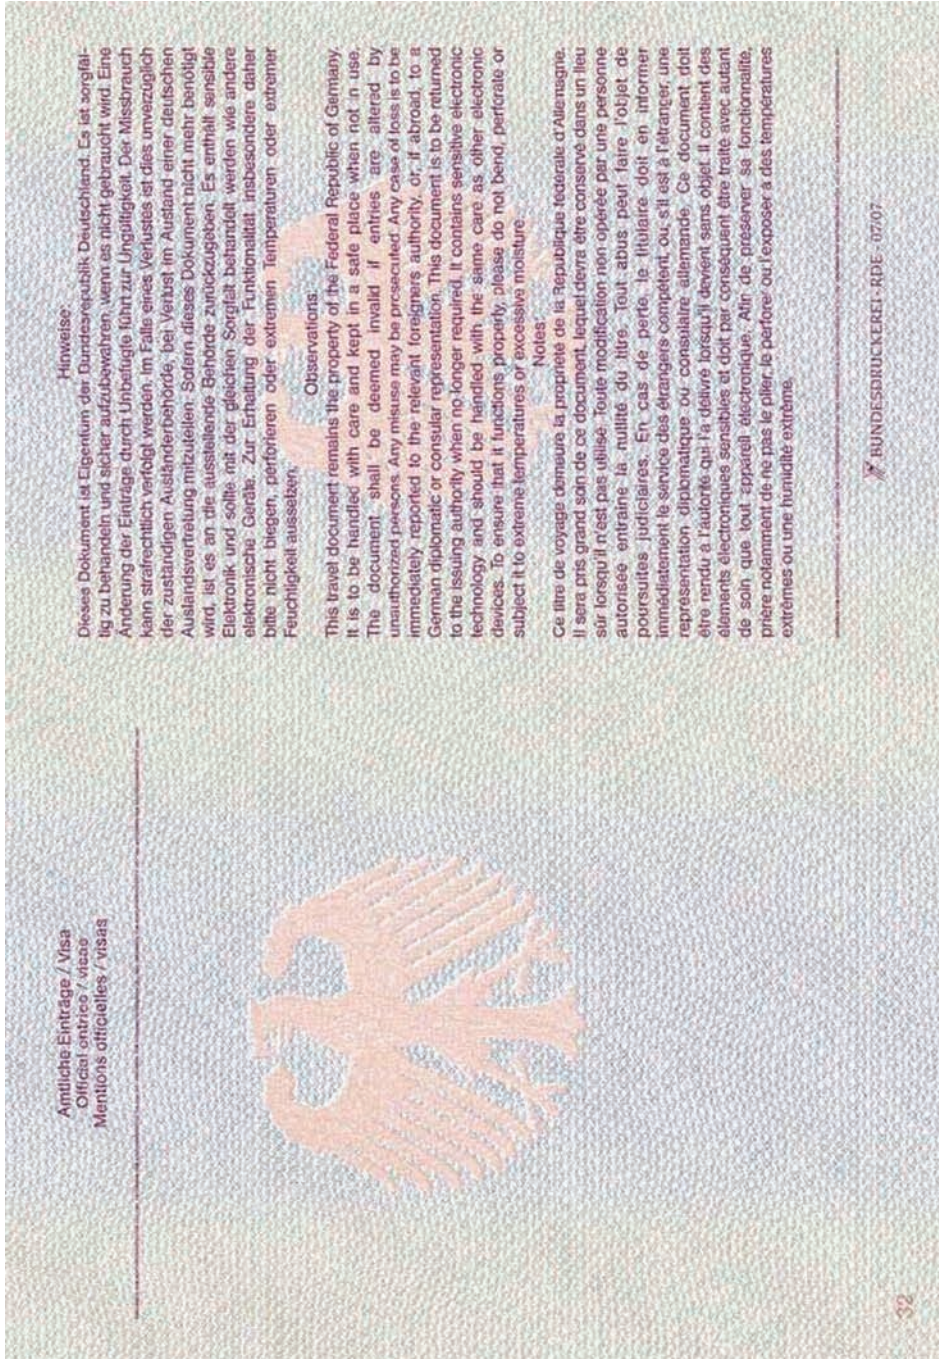 Amtliche Einträge / Visa
Official entries / visas
Mentions officielles / visas
32
Hinweise:
Dieses Dokument ist Eigentum der Bundesrepublik Deutschland. Es ist sorgfäl-
tig zu behandeln und sicher aufzubewahren, wenn es nicht gebraucht wird. Eine
Änderung der Einträge durch Unbefugte führt zur Ungültigkeit. Der Missbrauch
kann strafrechtlich verfolgt werden. Im Falle eines Verlustes ist dies unverzüglich
der zuständigen Ausländerbehörde, bei Verlust im Ausland einer deutschen
Auslandsvertretung mitzuteilen. Sofern dieses Dokument nicht mehr benötigt
wird, ist es an die ausstellende Behörde zurückzugeben. Es enthält sensible
Elektronik und sollte mit der gleichen Sorgfalt behandelt werden wie andere
elektronische Geräte. Zur Erhaltung der Funktionalität insbesondere daher
bitte nicht biegen, perforieren oder extremen Temperaturen oder extremer
Feuchtigkeit aussetzen.
Observations:
This travel document remains the property of the Federal Republic of Germany.
It is to be handled with care and kept in a safe place when not in use.
The document shall be deemed invalid if entries are altered by
unauthorized persons. Any misuse may be prosecuted. Any case of loss is to be
immediately reported to the relevant foreigners authority, or, if abroad, to a
German diplomatic or consular representation. This document is to be returned
to the issuing authority when no longer required. It contains sensitive electronic
technology and should be handled with the same care as other electronic
devices. To ensure that it functions properly, please do not bend, perforate or
subject it to extreme temperatures or excessive moisture.
Notes:
Ce titre de voyage demeure la propriété de la République fédérale d'Allemagne.
Il sera pris grand soin de ce document, lequel devra être conservé dans un lieu
sûr lorsqu'il n'est pas utilisé. Toute modification non opérée par une personne
autorisée entraîne la nullité du titre. Tout abus peut faire l'objet de
poursuites judiciaires. En cas de perte, le titulaire doit en informer
immédiatement le service des étrangers compétent, ou, s'il est à l'étranger, une
représentation diplomatique ou consulaire allemande. Ce document doit
être rendu à l'autorité qui l'a délivré lorsqu'il devient sans objet. Il contient des
éléments électroniques sensibles et doit par conséquent être traité avec autant
de soin que tout appareil électronique. Afin de préserver sa fonctionnalité,
prière notamment de ne pas le plier, le perforer ou l'exposer à des températures
extrêmes ou une humidité extrême.
BUNDESDRUCKEREI - RDE - 07/07